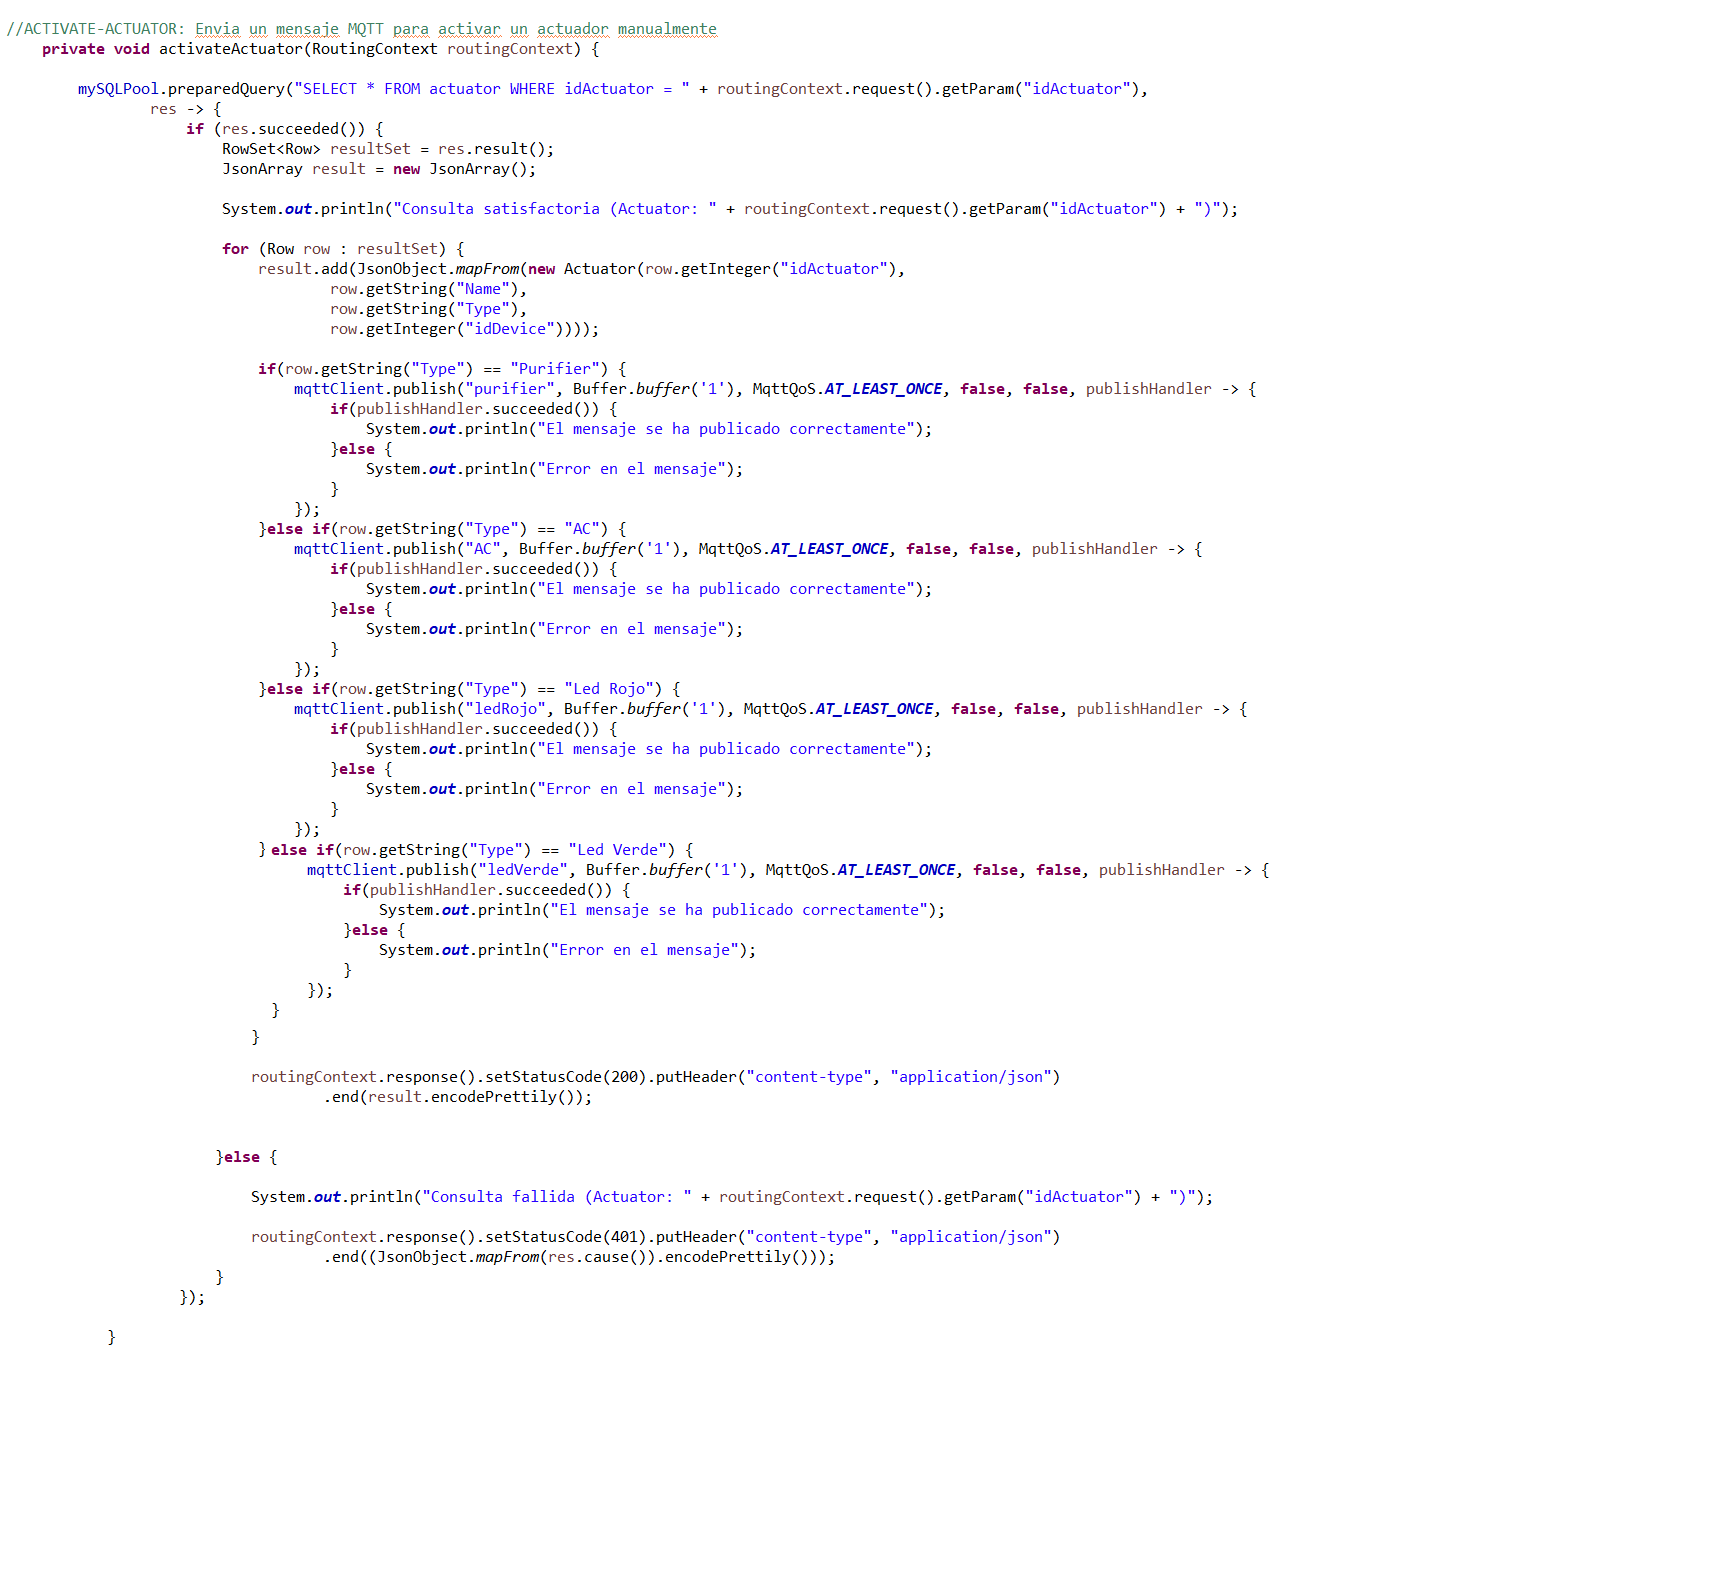 //ACTIVATE-ACTUATOR: Envia un mensaje MQTT para activar un actuador manualmente
private void activateActuator(RoutingContext routingContext) {
mySQLPool.preparedQuery("SELECT * FROM actuator WHERE idActuator = " + routingContext.request().getParam("idActuator"),
res -> {
if (res.succeeded()) {
RowSet<Row> resultSet = res.result();
JsonArray result = new JsonArray();
System.out.println("Consulta satisfactoria (Actuator: " + routingContext.request().getParam("idActuator") + ")");
for (Row row : resultSet) {
result.add(JsonObject.mapFrom(new Actuator(row.getInteger("idActuator"),
row.getString("Name"),
row.getString("Type"),
row.getInteger("idDevice"))));
if(row.getString("Type") == "Purifier") {
mqttClient.publish("purifier", Buffer.buffer('1'), MqttQoS.AT_LEAST_ONCE, false, false, publishHandler -> {
if(publishHandler.succeeded()) {
System.out.println("El mensaje se ha publicado correctamente");
}else {
System.out.println("Error en el mensaje");
}
});
}else if(row.getString("Type") == "AC") {
mqttClient.publish("AC", Buffer.buffer('1'), MqttQoS.AT_LEAST_ONCE, false, false, publishHandler -> {
if(publishHandler.succeeded()) {
System.out.println("El mensaje se ha publicado correctamente");
}else {
System.out.println("Error en el mensaje");
}
});
}else if(row.getString("Type") == "Led Rojo") {
mqttClient.publish("ledRojo", Buffer.buffer('1'), MqttQoS.AT_LEAST_ONCE, false, false, publishHandler -> {
if(publishHandler.succeeded()) {
System.out.println("El mensaje se ha publicado correctamente");
}else {
System.out.println("Error en el mensaje");
}
});
} else if(row.getString("Type") == "Led Verde") {
mqttClient.publish("ledVerde", Buffer.buffer('1'), MqttQoS.AT_LEAST_ONCE, false, false, publishHandler -> {
if(publishHandler.succeeded()) {
System.out.println("El mensaje se ha publicado correctamente");
}else {
System.out.println("Error en el mensaje");
}
});
}
}
routingContext.response().setStatusCode(200).putHeader("content-type", "application/json")
.end(result.encodePrettily());
}else {
System.out.println("Consulta fallida (Actuator: " + routingContext.request().getParam("idActuator") + ")");
routingContext.response().setStatusCode(401).putHeader("content-type", "application/json")
.end((JsonObject.mapFrom(res.cause()).encodePrettily()));
}
});
}